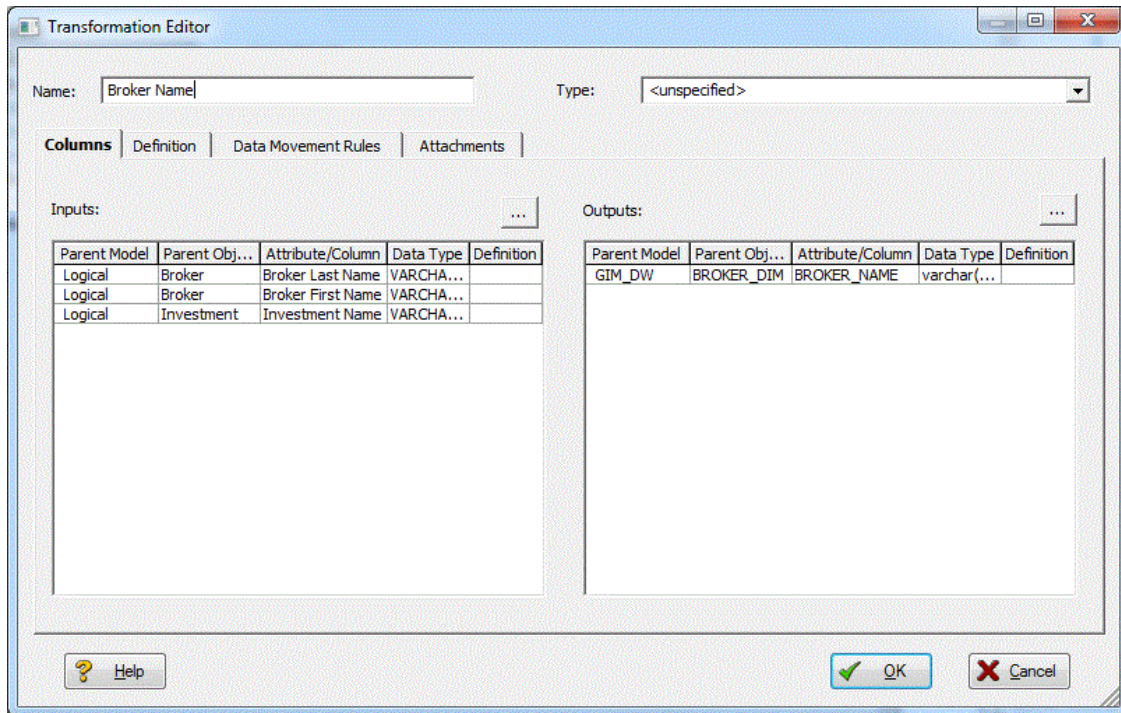 Transformation Editor
Name: Broker Name Type: <unspecified>
Columns Definition Data Movement Rules Attachments
Inputs: ... Outputs: ...
Parent Model Parent Obj... Attribute/Column Data Type Definition Parent Model Parent Obj... Attribute/Column Data Type Definition
Logical Broker Broker Last Name VARCHA... GIM_DW BROKER_DIM BROKER_NAME varchar(...
Logical Broker Broker First Name VARCHA...
Logical Investment Investment Name VARCHA...
? Help OK Cancel